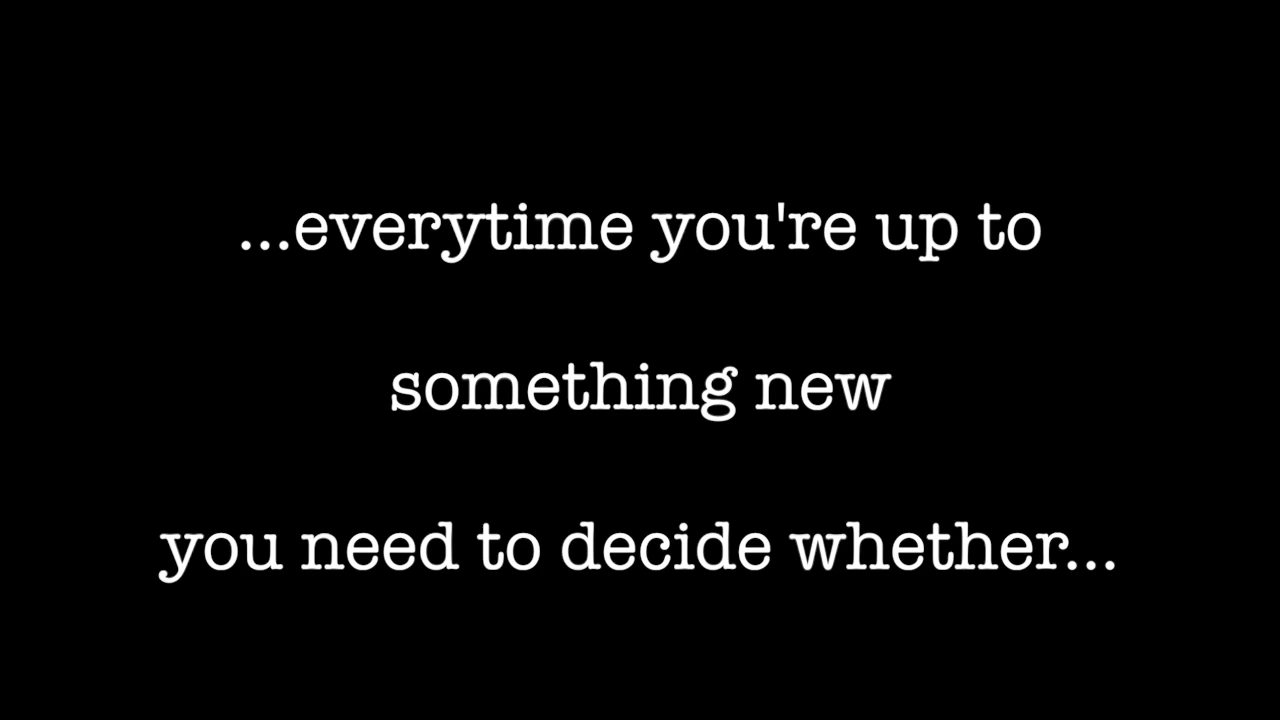 ...everytime you're up to
something new
you need to decide whether...